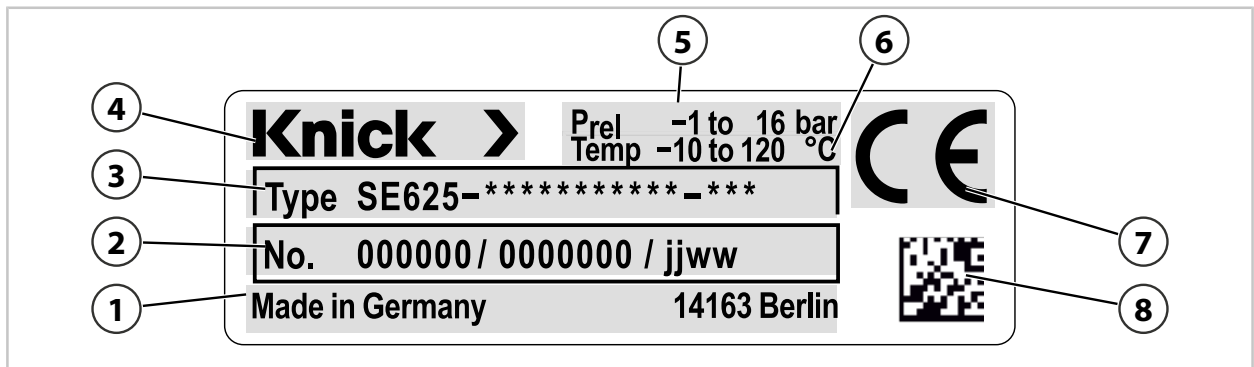 5 6
4 Knick > Prel −1 to 16 bar
Temp −10 to 120 °C CE
3 Type SE625-***********-***
2 No. 000000 / 0000000 / jjww 7
1 Made in Germany 14163 Berlin 8